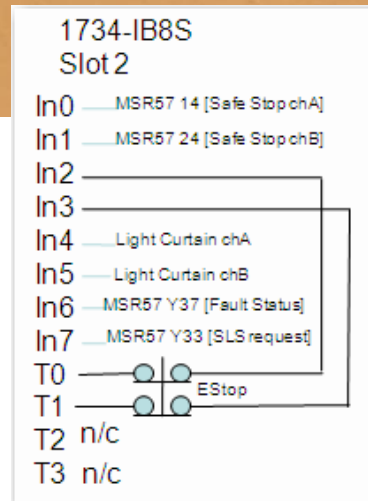 1734-IB8S
Slot 2
In0 MSR57 14 [Safe Stop chA]
In1 MSR57 24 [Safe Stop chB]
In2
In3
In4 Light Curtain chA
In5 Light Curtain chB
In6 MSR57 Y37 [Fault Status]
In7 MSR57 Y33 [SLS request]
T0
EStop
T1
T2 n/c
T3 n/c